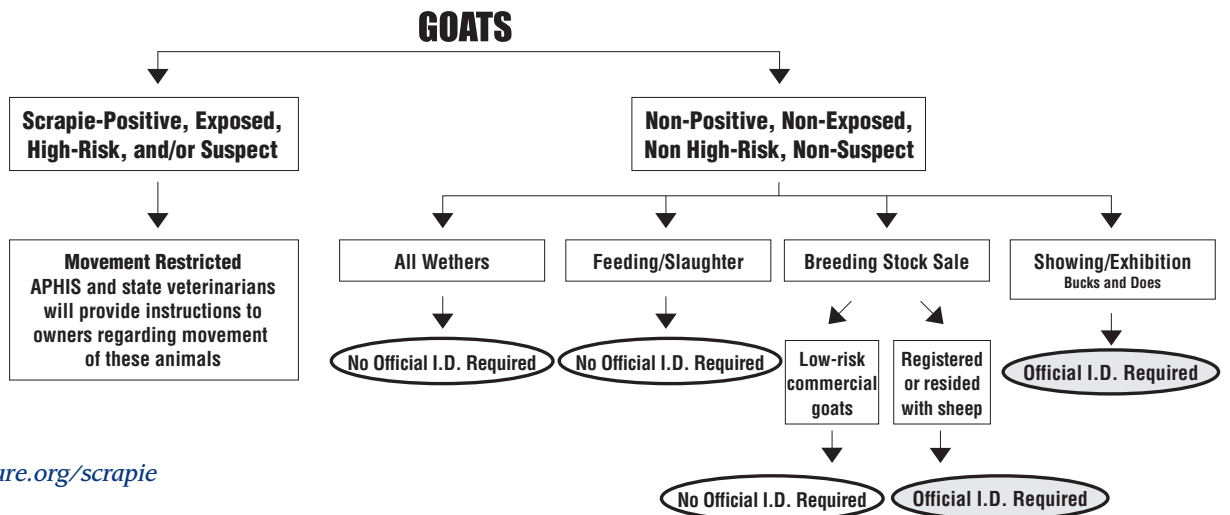 GOATS
Scrapie-Positive, Exposed,
High-Risk, and/or Suspect
Non-Positive, Non-Exposed,
Non High-Risk, Non-Suspect
Movement Restricted
APHIS and state veterinarians
will provide instructions to
owners regarding movement
of these animals
All Wethers
Feeding/Slaughter
Breeding Stock Sale
Showing/Exhibition
Bucks and Does
No Official I.D. Required
No Official I.D. Required
Low-risk
commercial
goats
Registered
or resided
with sheep
Official I.D. Required
No Official I.D. Required
Official I.D. Required
ure.org/scrapie